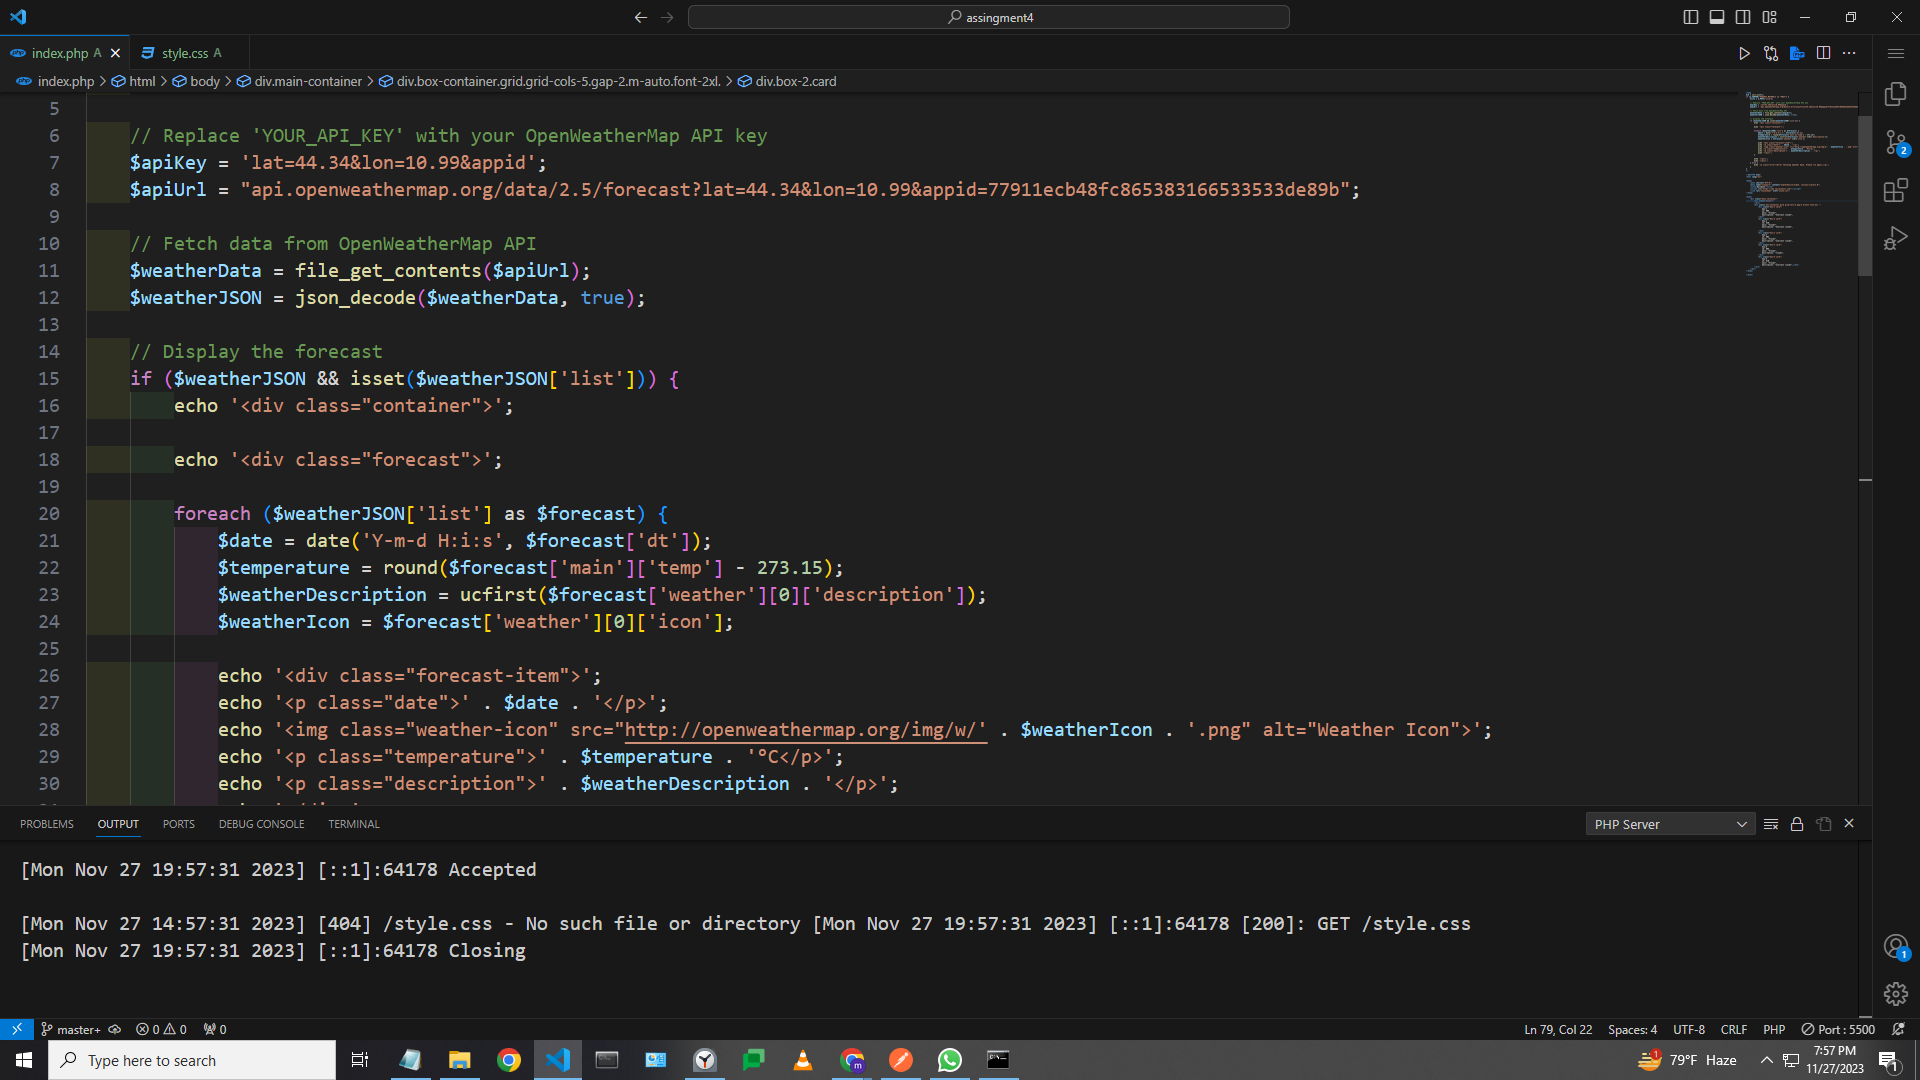 assingment4
index.php A
style.css A
index.php > html > body > div.main-container > div.box-container.grid.grid-cols-5.gap-2.m-auto.font-2xl. > div.box-2.card
5
6 // Replace 'YOUR_API_KEY' with your OpenWeatherMap API key
7 $apiKey = 'lat=44.34&lon=10.99&appid';
8 $apiUrl = "api.openweathermap.org/data/2.5/forecast?lat=44.34&lon=10.99&appid=77911ecb48fc865383166533533de89b";
9
10 // Fetch data from OpenWeatherMap API
11 $weatherData = file_get_contents($apiUrl);
12 $weatherJSON = json_decode($weatherData, true);
13
14 // Display the forecast
15 if ($weatherJSON && isset($weatherJSON['list'])) {
16 echo '<div class="container">';
17
18 echo '<div class="forecast">';
19
20 foreach ($weatherJSON['list'] as $forecast) {
21 $date = date('Y-m-d H:i:s', $forecast['dt']);
22 $temperature = round($forecast['main']['temp'] - 273.15);
23 $weatherDescription = ucfirst($forecast['weather'][0]['description']);
24 $weatherIcon = $forecast['weather'][0]['icon'];
25
26 echo '<div class="forecast-item">';
27 echo '<p class="date">' . $date . '</p>';
28 echo '<img class="weather-icon" src="http://openweathermap.org/img/w/' . $weatherIcon . '.png" alt="Weather Icon">';
29 echo '<p class="temperature">' . $temperature . '°C</p>';
30 echo '<p class="description">' . $weatherDescription . '</p>';
PROBLEMS OUTPUT PORTS DEBUG CONSOLE TERMINAL
PHP Server
[Mon Nov 27 19:57:31 2023] [::1]:64178 Accepted
[Mon Nov 27 14:57:31 2023] [404] /style.css - No such file or directory [Mon Nov 27 19:57:31 2023] [::1]:64178 [200]: GET /style.css
[Mon Nov 27 19:57:31 2023] [::1]:64178 Closing
master+ 0 0 0
Ln 79, Col 22 Spaces: 4 UTF-8 CRLF PHP Port : 5500
Type here to search
79°F Haze
7:57 PM
11/27/2023